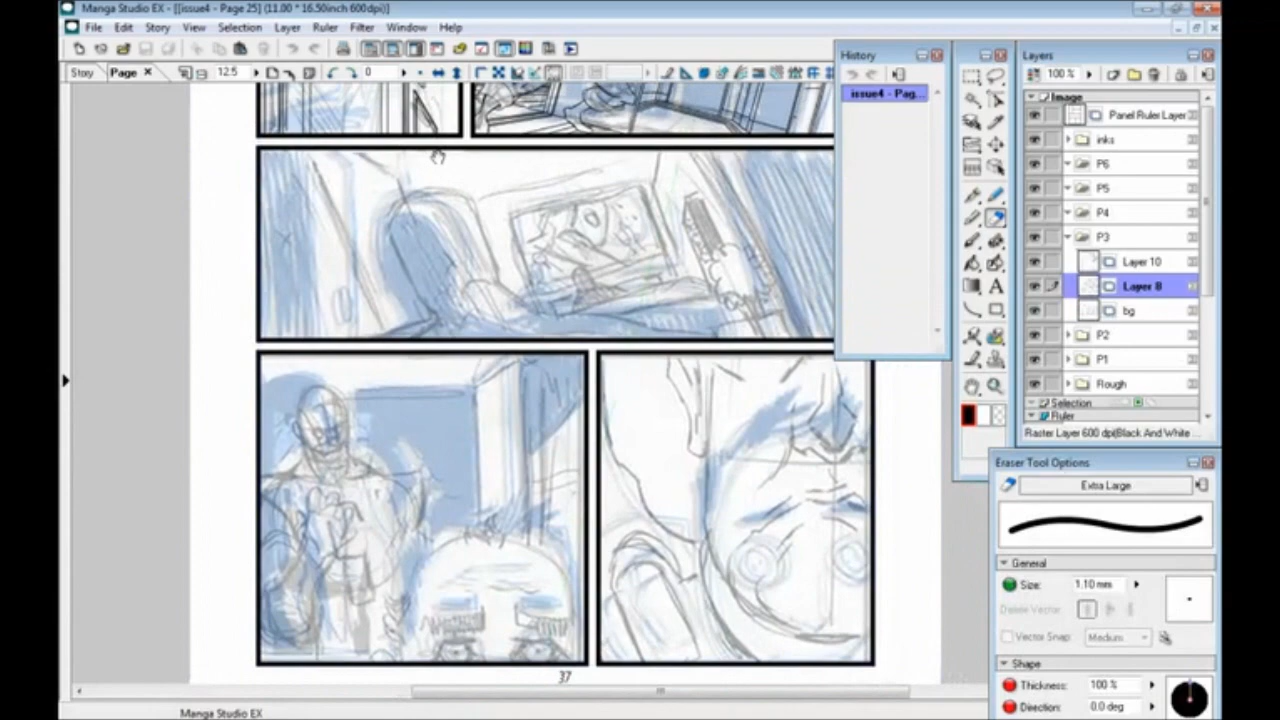 Manga Studio EX - [[issue4 - Page 25] (11.00 * 16.50inch 600dpi)]
File Edit Story View Selection Layer Ruler Filter Window Help
Story Page 12.5 0
History
issue4 - Pag...
Layers
100 %
Image
Panel Ruler Layer
inks
P6
P5
P4
P3
Layer 10
Layer 8
bg
P2
P1
Rough
Selection
Ruler
Raster Layer 600 dpi(Black And White ...
A
Eraser Tool Options
Extra Large
General
Size: 1.10 mm
Delete Vector:
Vector Snap: Medium
Shape
Thickness: 100 %
Direction: 0.0 deg
37
Manga Studio EX